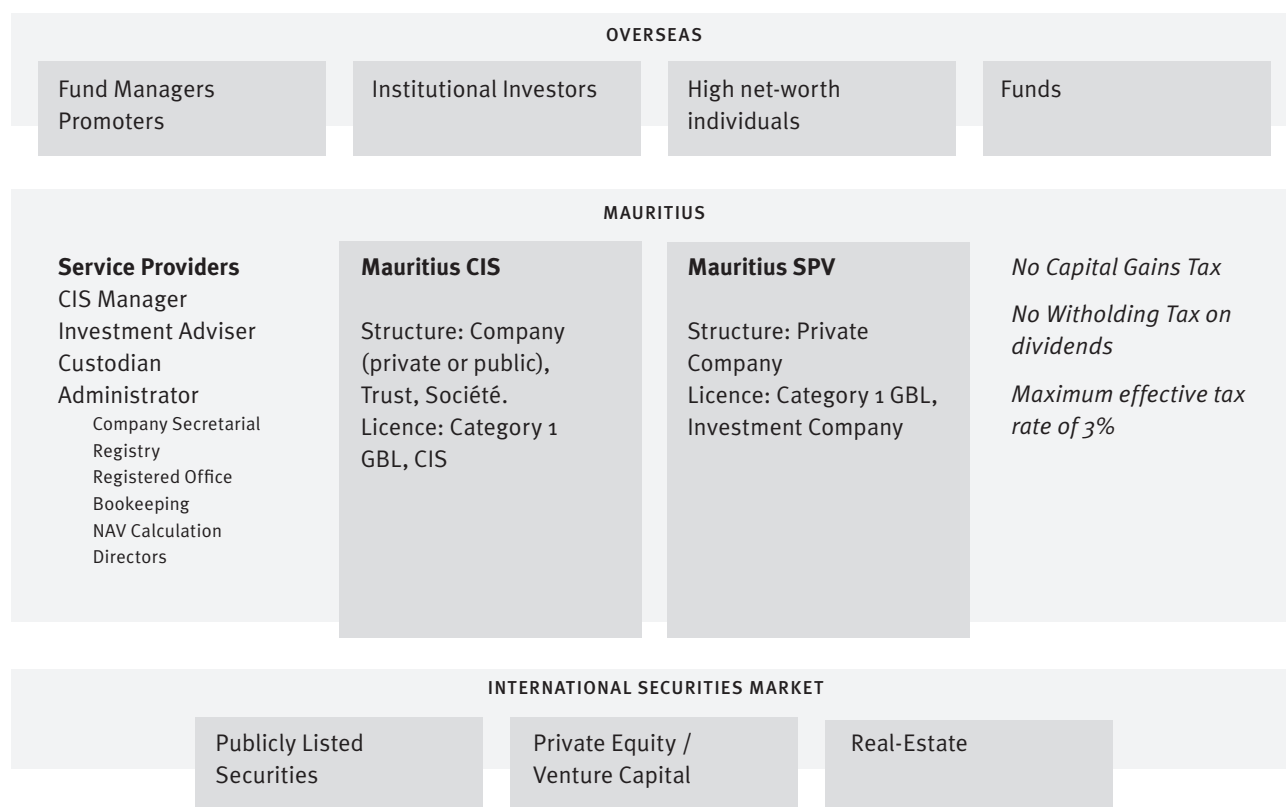 OVERSEAS
Fund Managers
Promoters
Institutional Investors
High net-worth
individuals
Funds
MAURITIUS
Service Providers
CIS Manager
Investment Adviser
Custodian
Administrator
Company Secretarial
Registry
Registered Office
Bookeeping
NAV Calculation
Directors
Mauritius CIS
Structure: Company
(private or public),
Trust, Société.
Licence: Category 1
GBL, CIS
Mauritius SPV
Structure: Private
Company
Licence: Category 1 GBL,
Investment Company
No Capital Gains Tax
No Witholding Tax on
dividends
Maximum effective tax
rate of 3%
INTERNATIONAL SECURITIES MARKET
Publicly Listed
Securities
Private Equity /
Venture Capital
Real-Estate